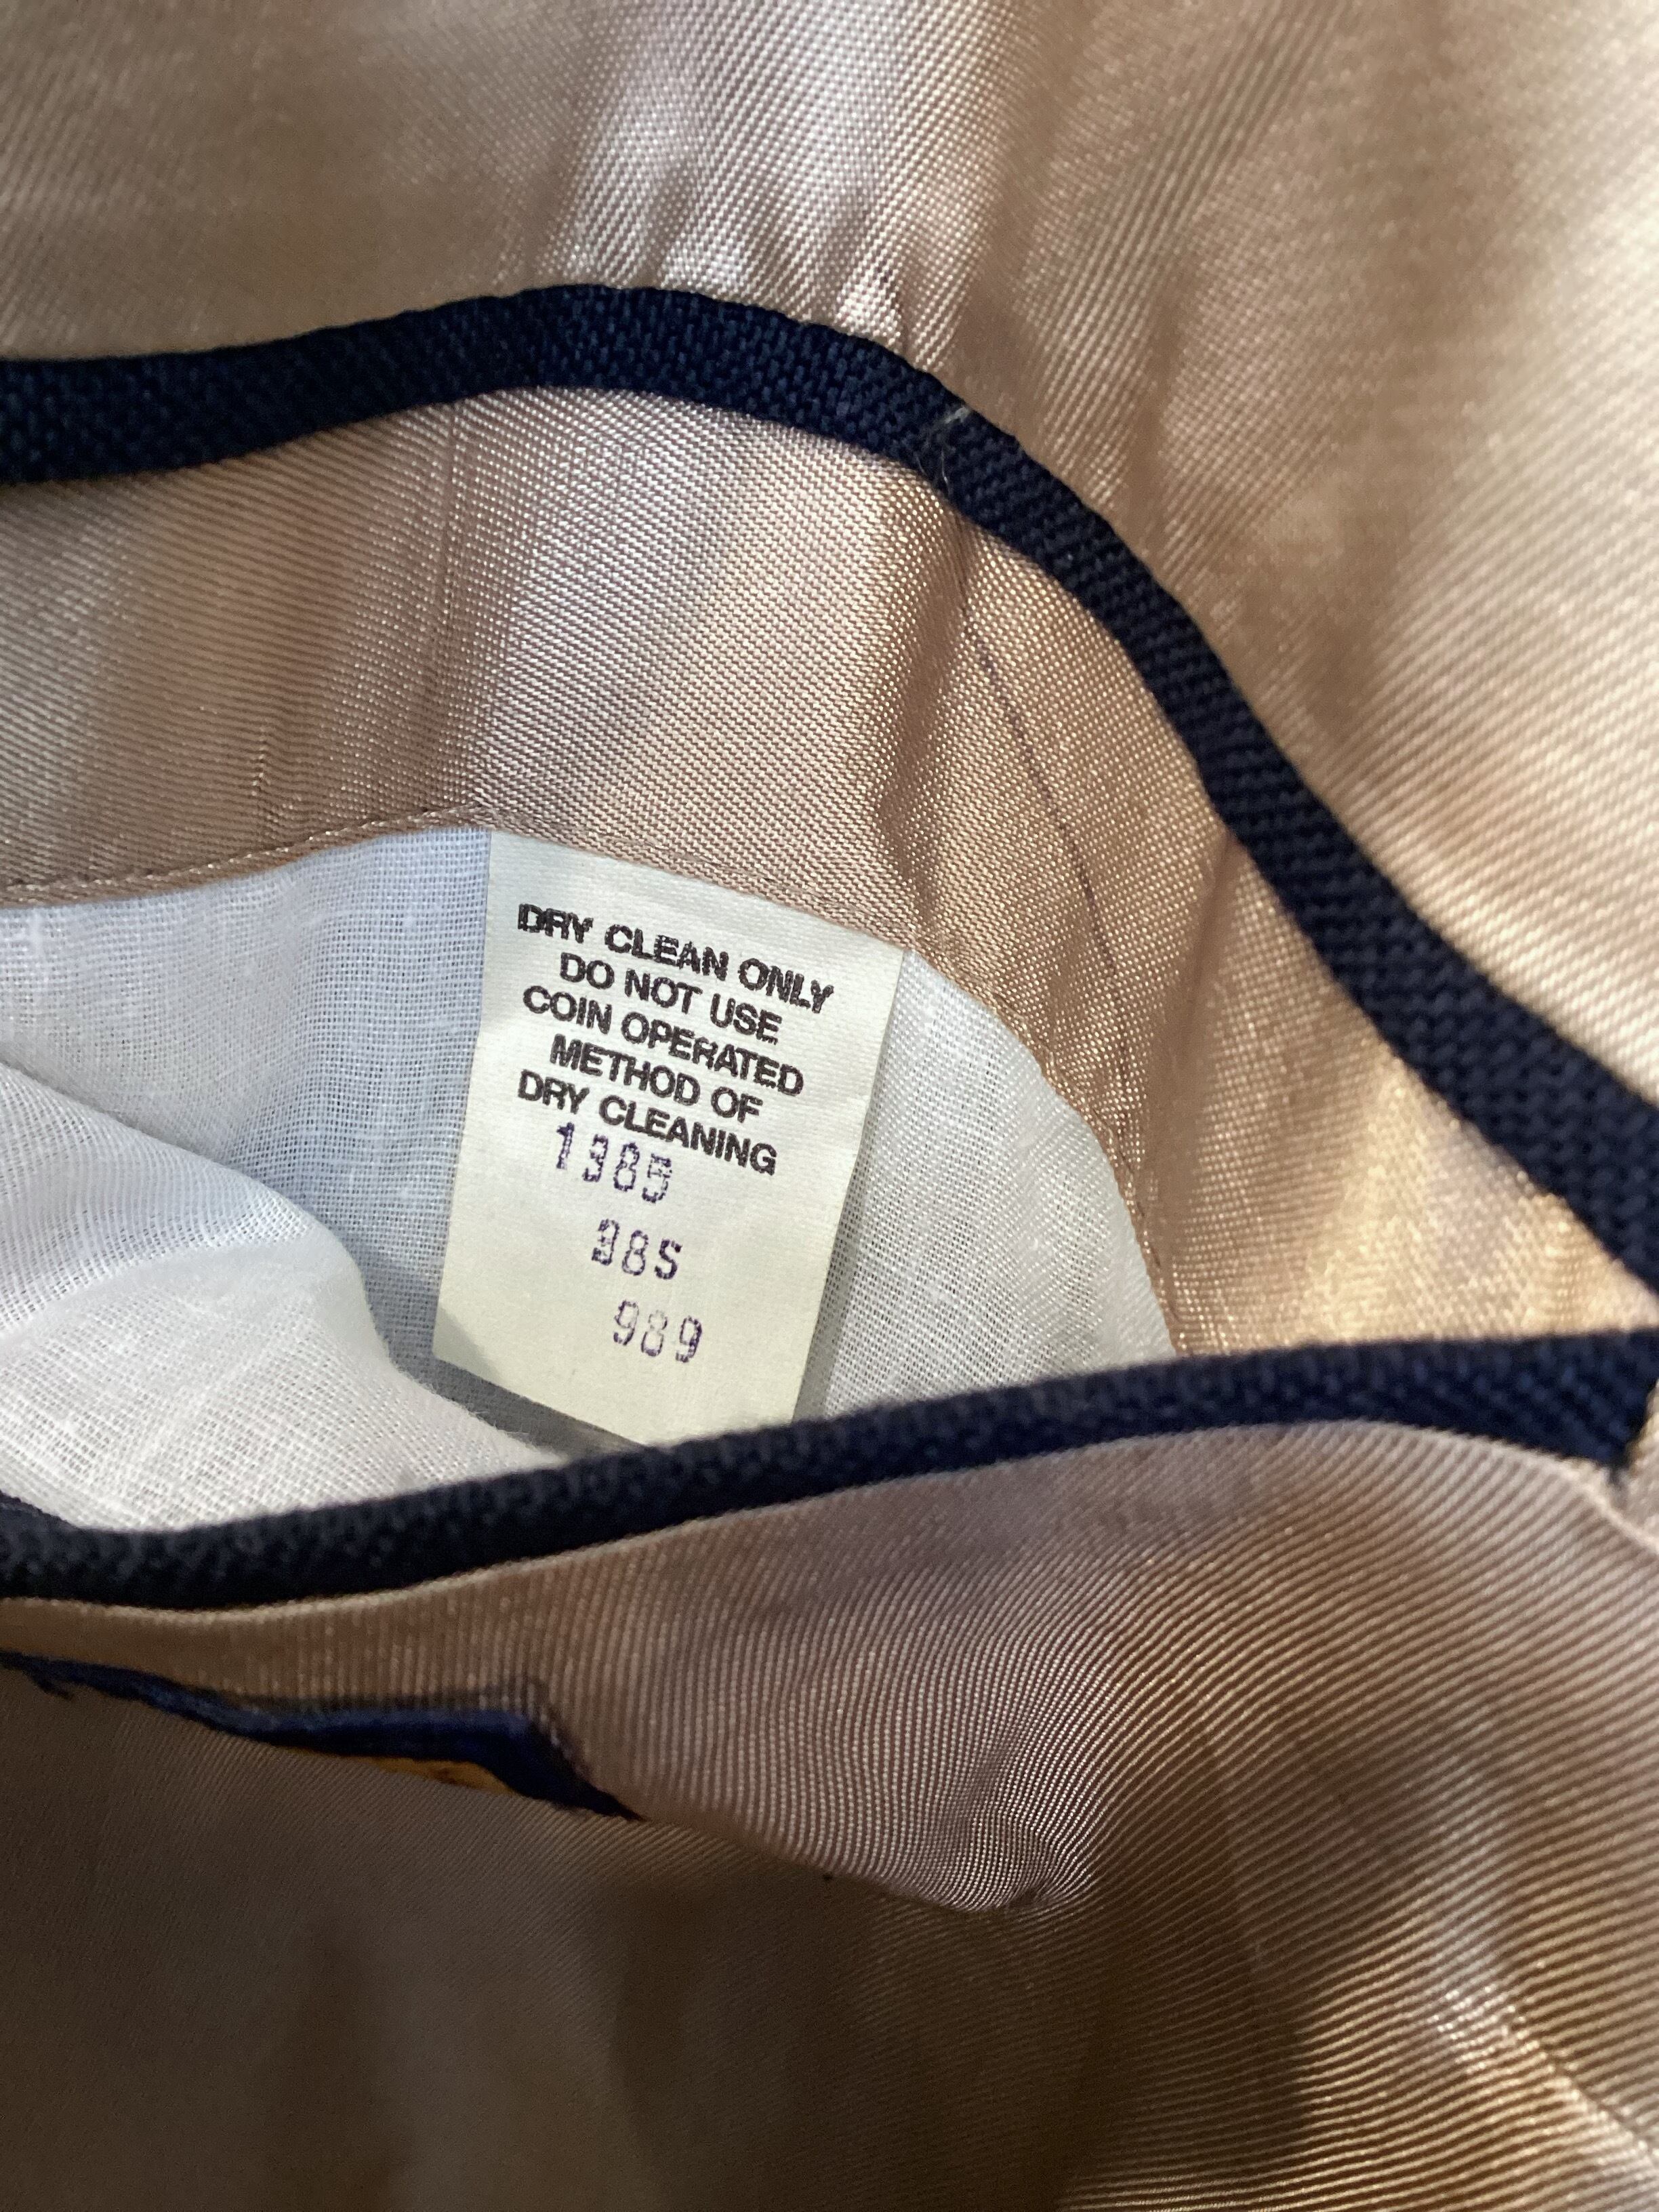 DRY CLEAN ONLY
DO NOT USE
COIN OPERATED
METHOD OF
DRY CLEANING
1385
38S
989